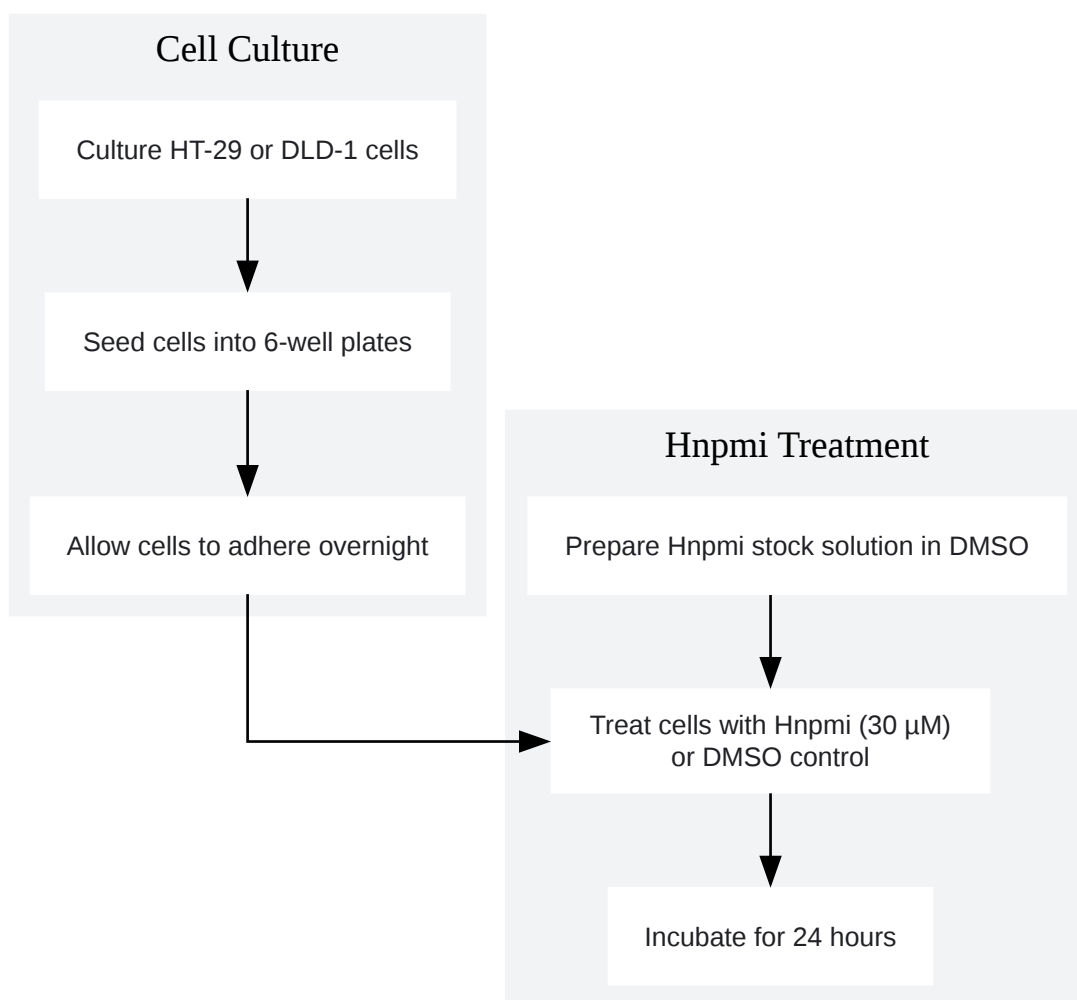 Cell Culture
Culture HT-29 or DLD-1 cells
Seed cells into 6-well plates
Allow cells to adhere overnight
Hnpmi Treatment
Prepare Hnpmi stock solution in DMSO
Treat cells with Hnpmi (30 µM)
or DMSO control
Incubate for 24 hours